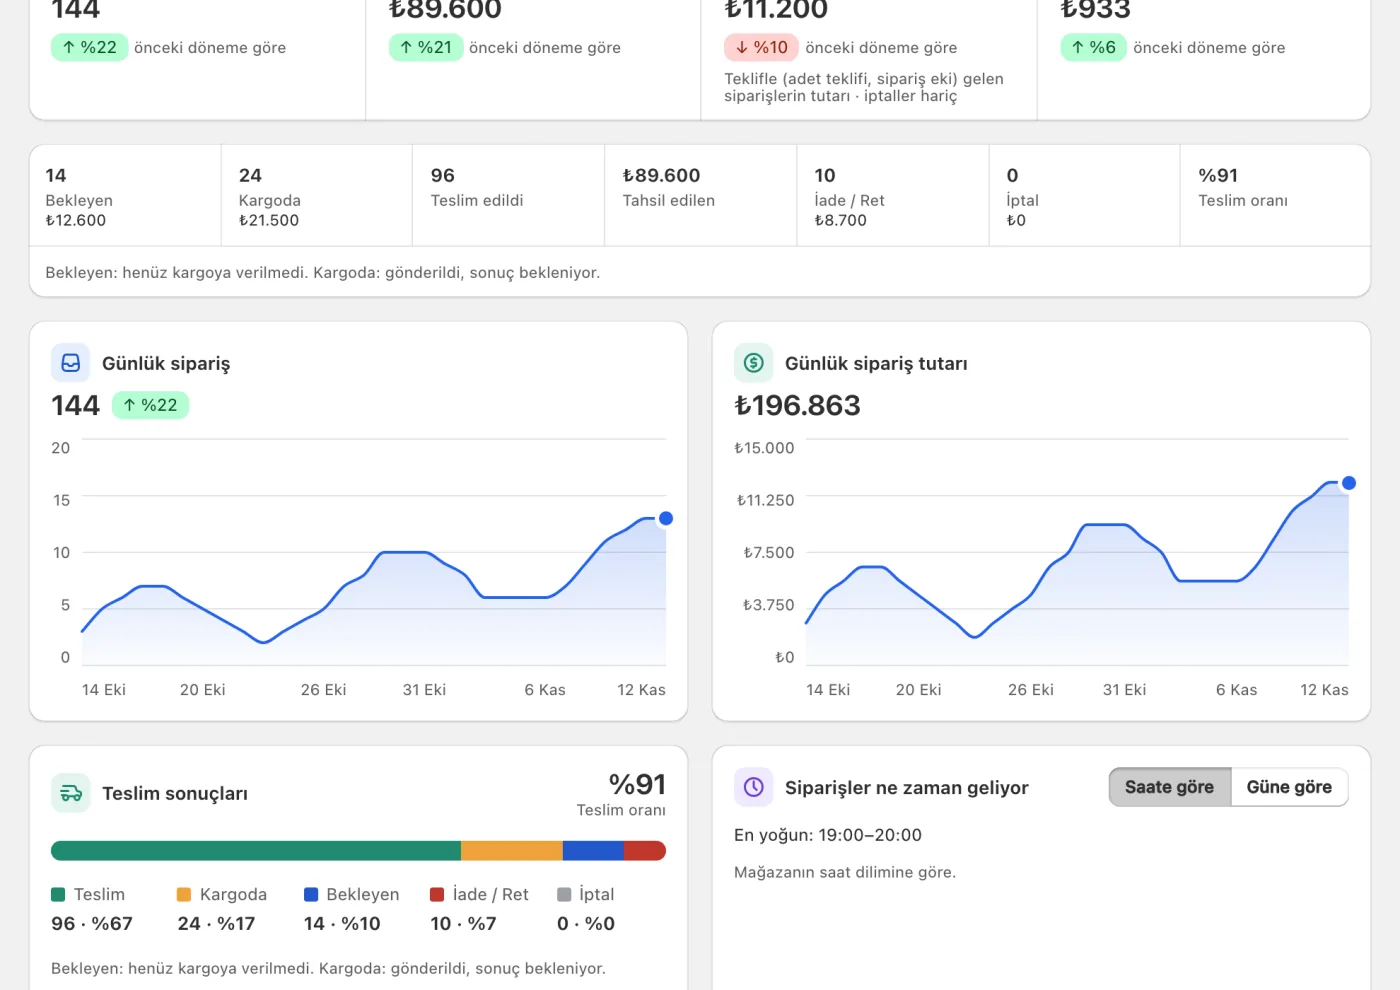 144
₺89.600
₺11.200
₺933
↑ %22 önceki döneme göre
↑ %21 önceki döneme göre
↓ %10 önceki döneme göre
↑ %6 önceki döneme göre
Teklifle (adet teklifi, sipariş eki) gelen
siparişlerin tutarı · iptaller hariç
14
Bekleyen
₺12.600
24
Kargoda
₺21.500
96
Teslim edildi
₺89.600
Tahsil edilen
10
İade / Ret
₺8.700
0
İptal
₺0
%91
Teslim oranı
Bekleyen: henüz kargoya verilmedi. Kargoda: gönderildi, sonuç bekleniyor.
Günlük sipariş
144 ↑ %22
20
15
10
5
0
14 Eki 20 Eki 26 Eki 31 Eki 6 Kas 12 Kas
Günlük sipariş tutarı
₺196.863
₺15.000
₺11.250
₺7.500
₺3.750
₺0
14 Eki 20 Eki 26 Eki 31 Eki 6 Kas 12 Kas
Teslim sonuçları
%91
Teslim oranı
Teslim
96 · %67
Kargoda
24 · %17
Bekleyen
14 · %10
İade / Ret
10 · %7
İptal
0 · %0
Bekleyen: henüz kargoya verilmedi. Kargoda: gönderildi, sonuç bekleniyor.
Siparişler ne zaman geliyor
Saate göre
Güne göre
En yoğun: 19:00–20:00
Mağazanın saat dilimine göre.